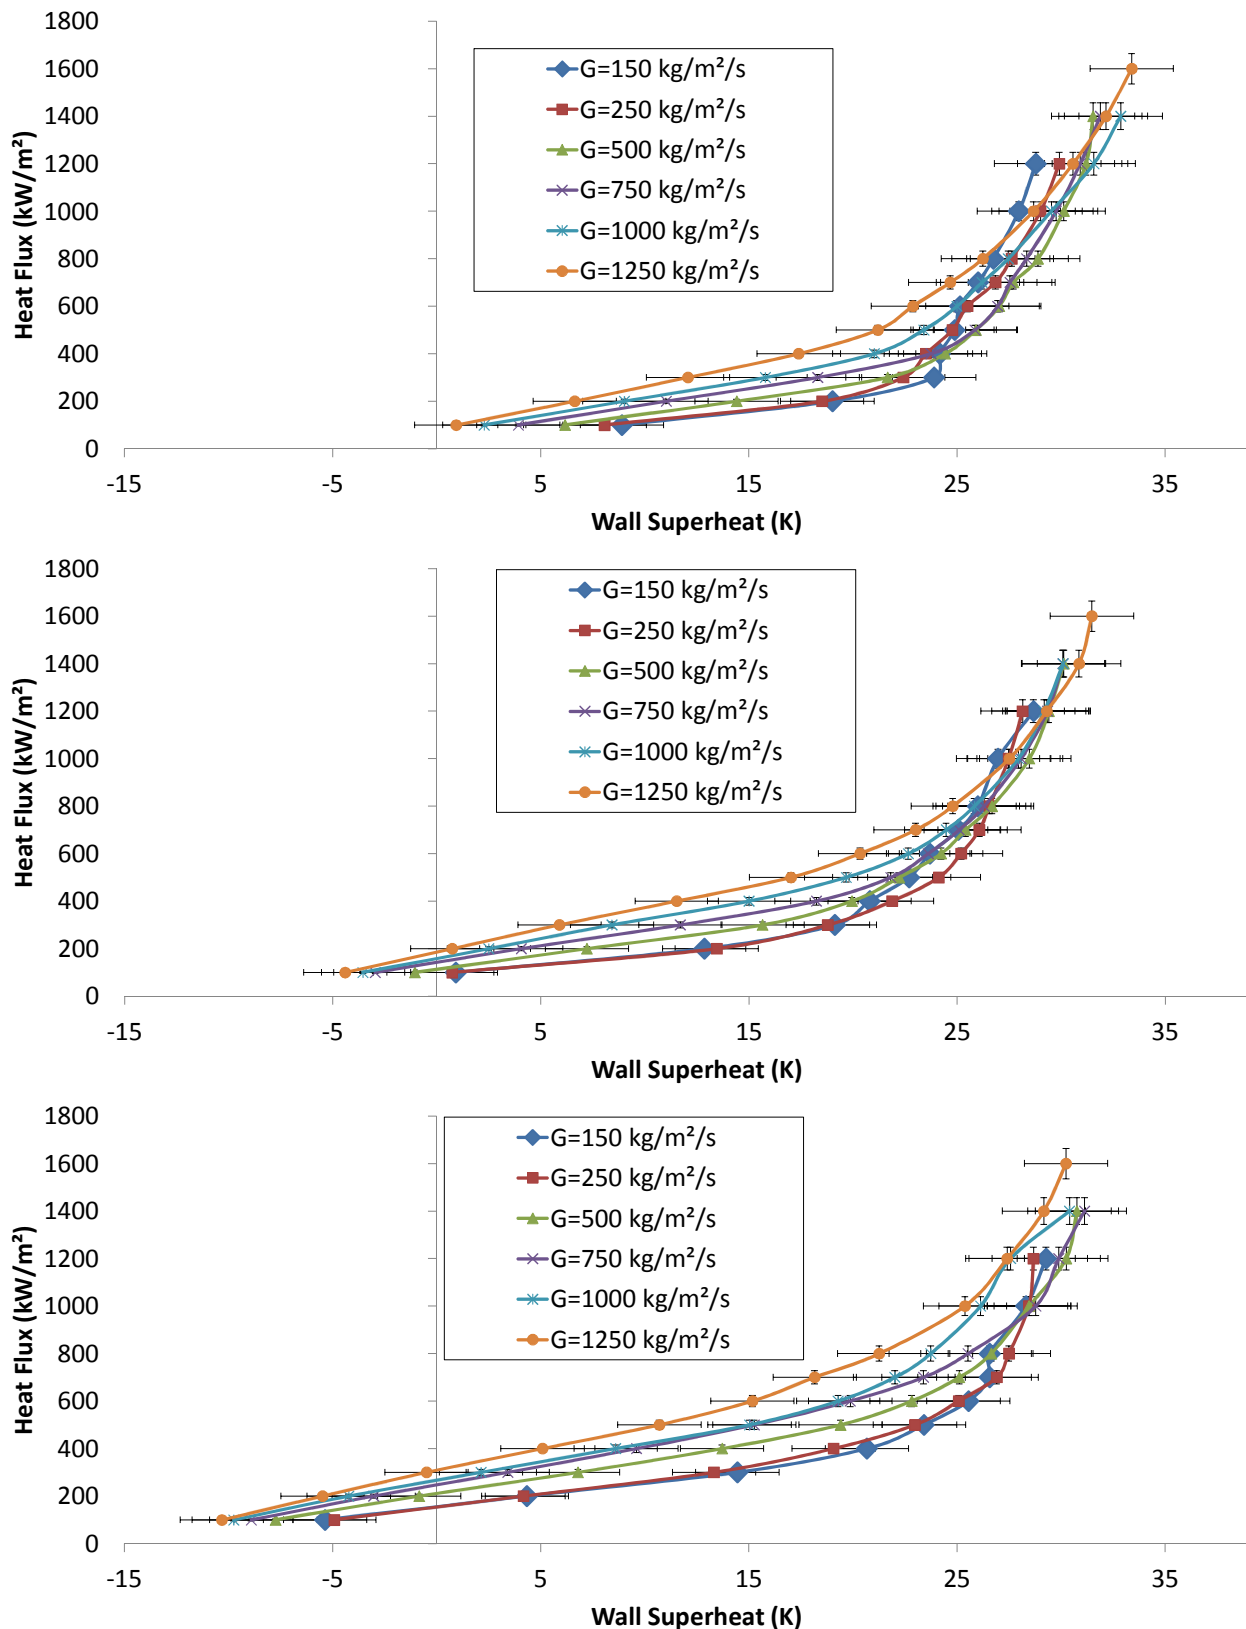 1800
1600
1400
1200
1000
800
600
400
200
0
Heat Flux (kW/m²)
G=150 kg/m²/s
G=250 kg/m²/s
G=500 kg/m²/s
G=750 kg/m²/s
G=1000 kg/m²/s
G=1250 kg/m²/s
-15 -5 5 15 25 35
Wall Superheat (K)
1800
1600
1400
1200
1000
800
600
400
200
0
Heat Flux (kW/m²)
G=150 kg/m²/s
G=250 kg/m²/s
G=500 kg/m²/s
G=750 kg/m²/s
G=1000 kg/m²/s
G=1250 kg/m²/s
-15 -5 5 15 25 35
Wall Superheat (K)
1800
1600
1400
1200
1000
800
600
400
200
0
Heat Flux (kW/m²)
G=150 kg/m²/s
G=250 kg/m²/s
G=500 kg/m²/s
G=750 kg/m²/s
G=1000 kg/m²/s
G=1250 kg/m²/s
-15 -5 5 15 25 35
Wall Superheat (K)